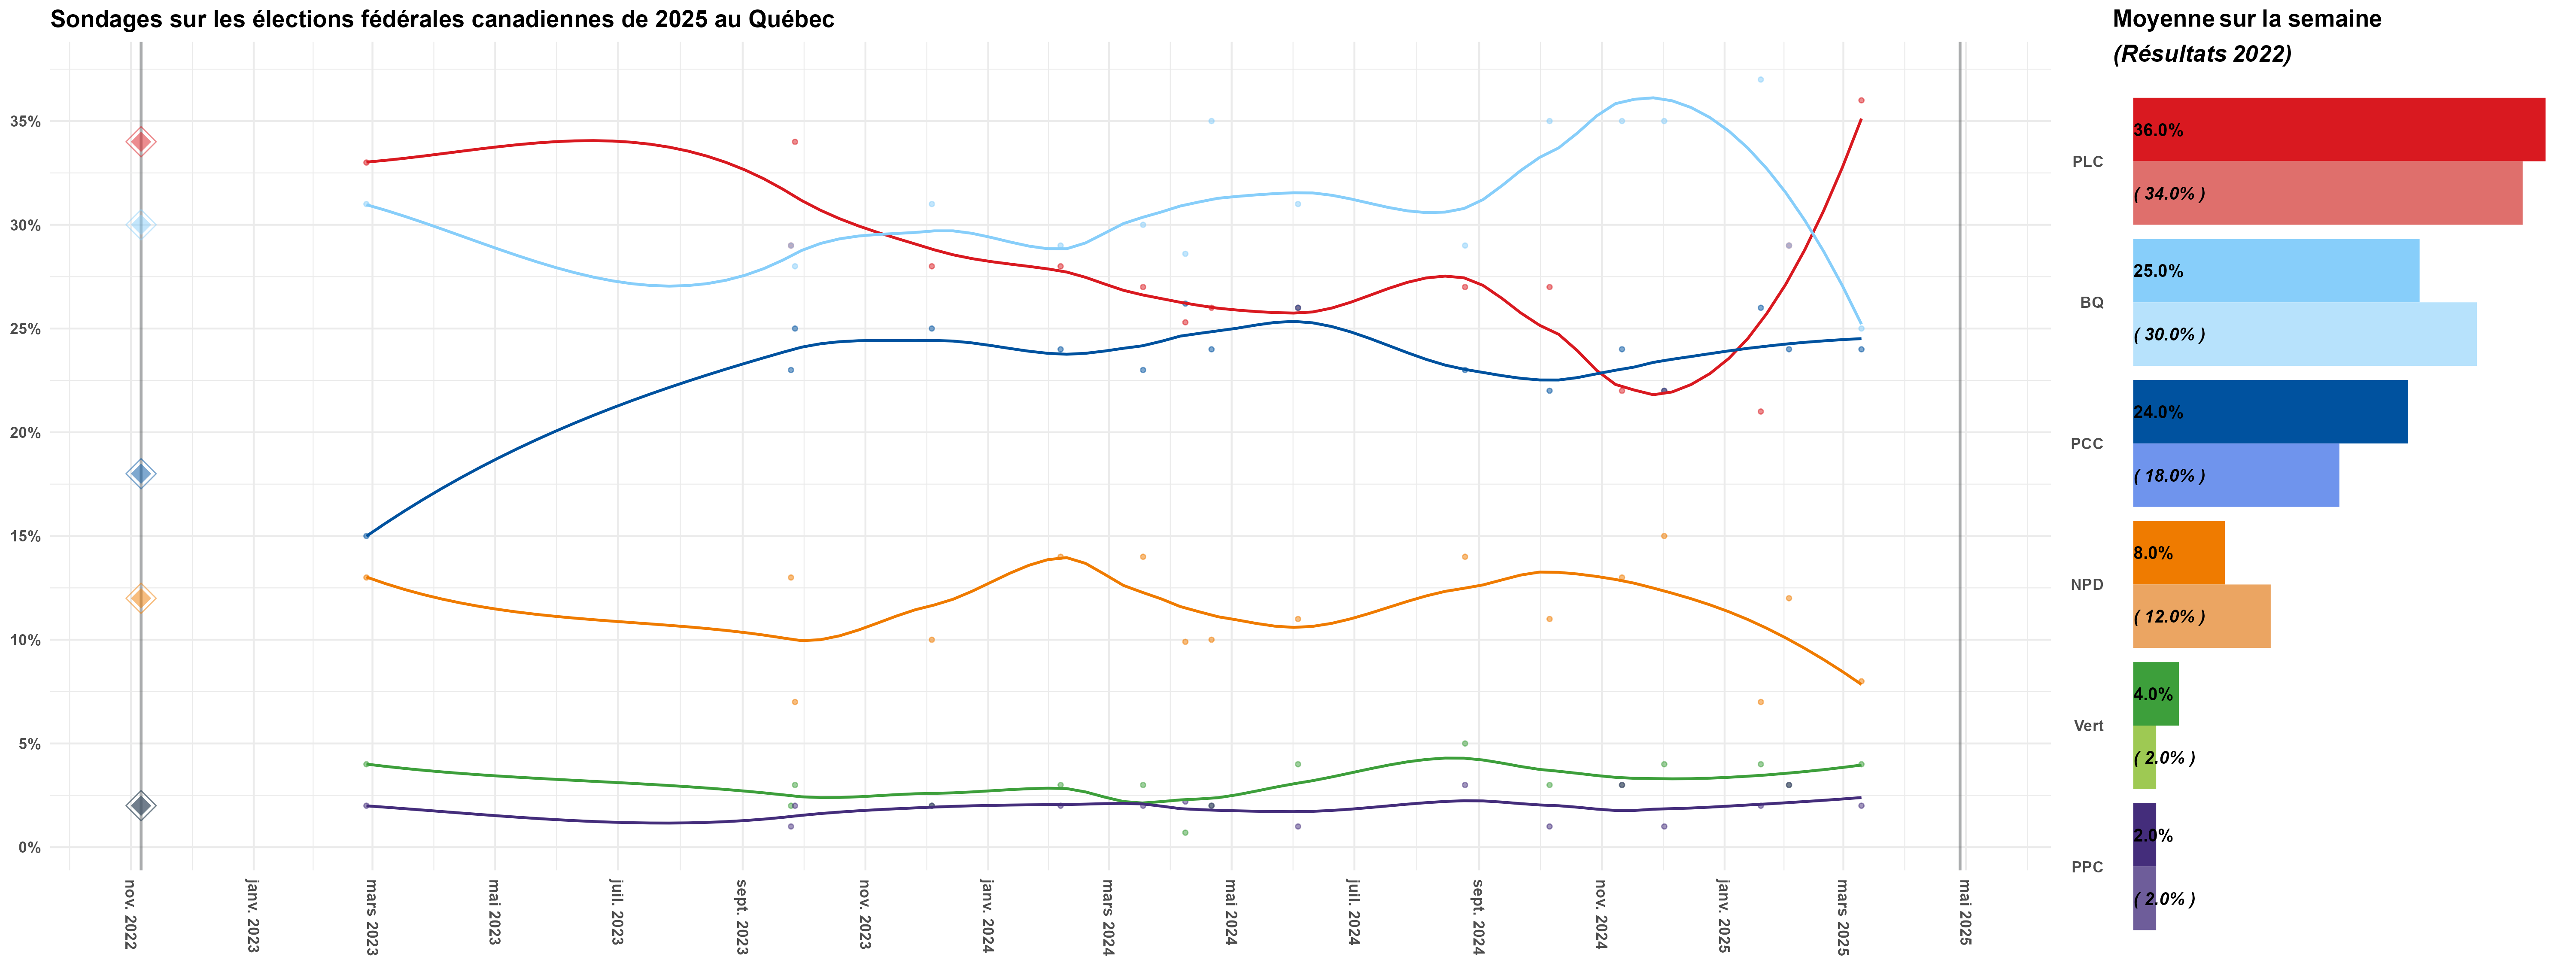 Sondages sur les élections fédérales canadiennes de 2025 au Québec
35%
30%
25%
20%
15%
10%
5%
0%
nov. 2022
janv. 2023
mars 2023
mai 2023
juil. 2023
sept. 2023
nov. 2023
janv. 2024
mars 2024
mai 2024
juil. 2024
sept. 2024
nov. 2024
janv. 2025
mars 2025
mai 2025
Moyenne sur la semaine
(Résultats 2022)
PLC
36.0%
( 34.0% )
BQ
25.0%
( 30.0% )
PCC
24.0%
( 18.0% )
NPD
8.0%
( 12.0% )
Vert
4.0%
( 2.0% )
PPC
2.0%
( 2.0% )